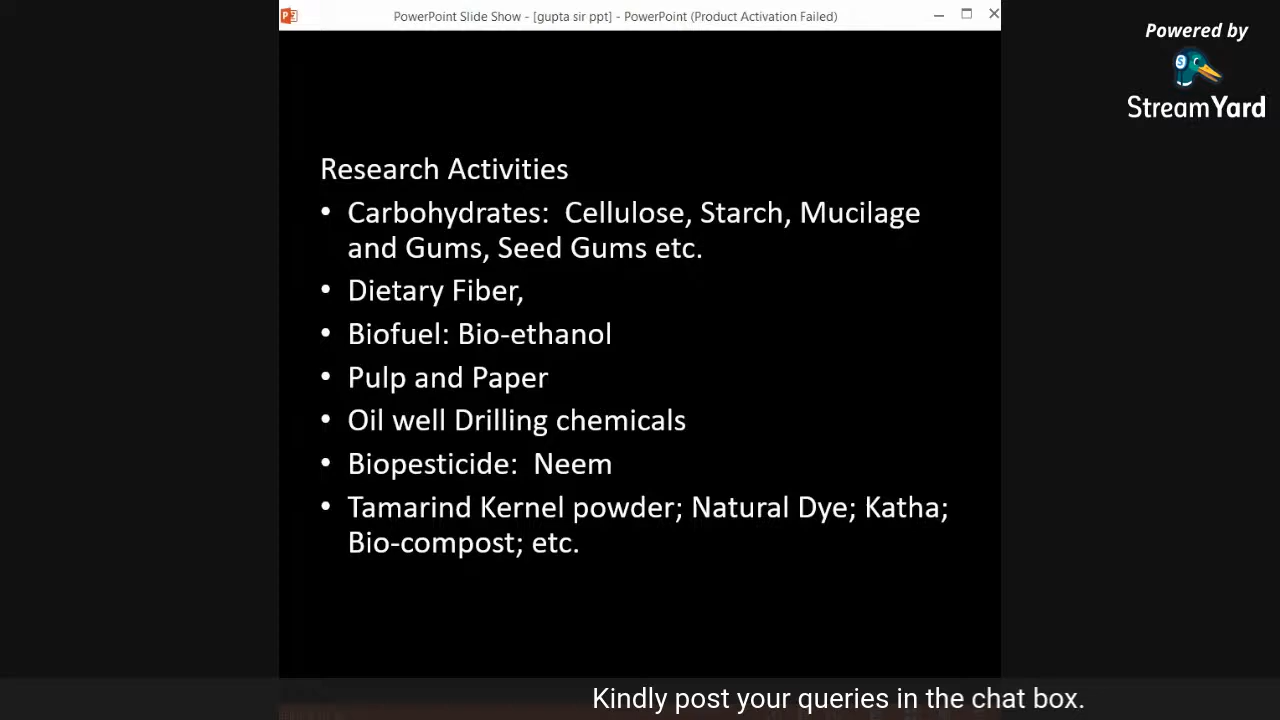 PowerPoint Slide Show - [gupta sir ppt] - PowerPoint (Product Activation Failed)
Powered by
StreamYard
Research Activities
• Carbohydrates: Cellulose, Starch, Mucilage
and Gums, Seed Gums etc.
• Dietary Fiber,
• Biofuel: Bio-ethanol
• Pulp and Paper
• Oil well Drilling chemicals
• Biopesticide: Neem
• Tamarind Kernel powder; Natural Dye; Katha;
Bio-compost; etc.
Kindly post your queries in the chat box.